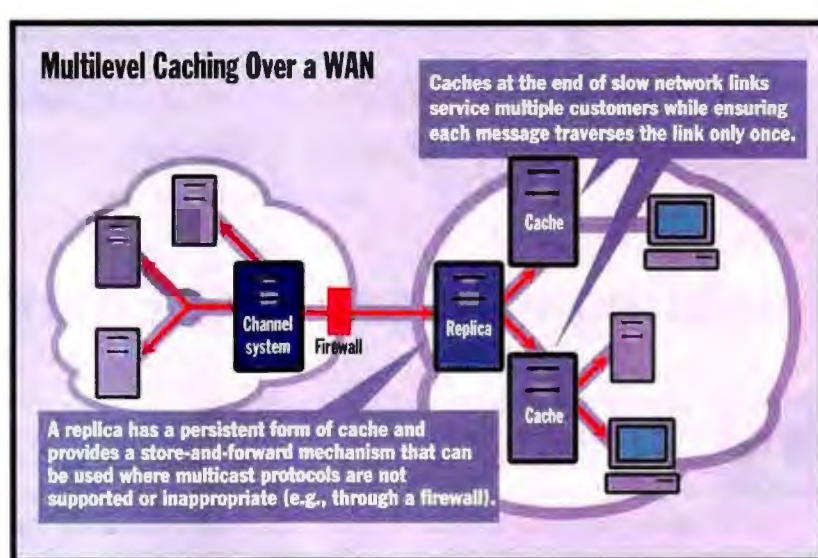 Multilevel Caching Over a WAN
Caches at the end of slow network links
service multiple customers while ensuring
each message traverses the link only once.
Cache
Channel
system
Firewall
Replica
Cache
A replica has a persistent form of cache and
provides a store-and-forward mechanism that can
be used where multicast protocols are not
supported or inappropriate (e.g., through a firewall).